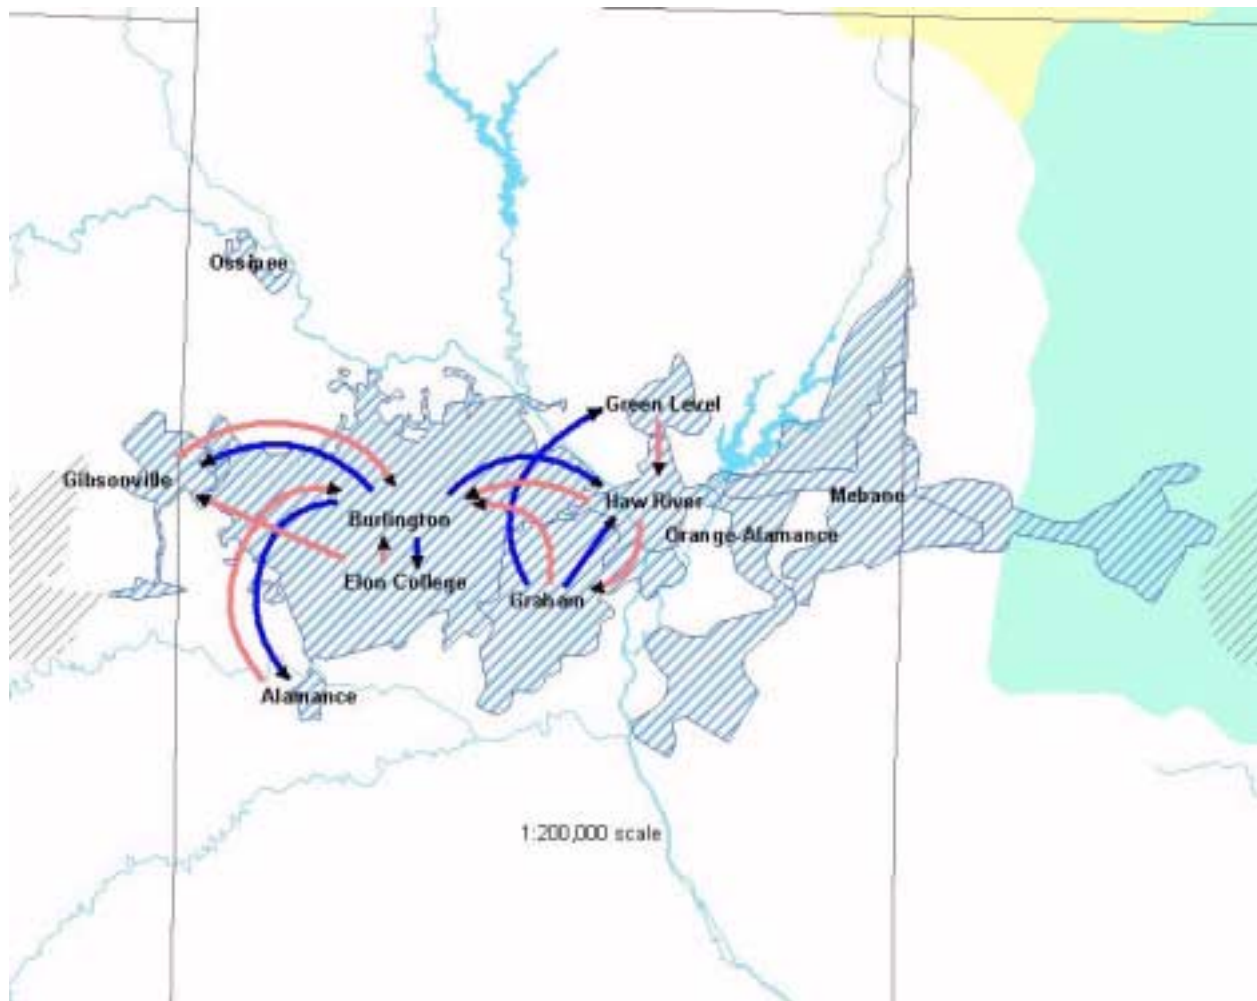 Ossipee
Green Level
Gibsonville
Haw River
Mebane
Burlington
Orange-Alamance
Elon College
Graham
Alamance
1:200,000 scale